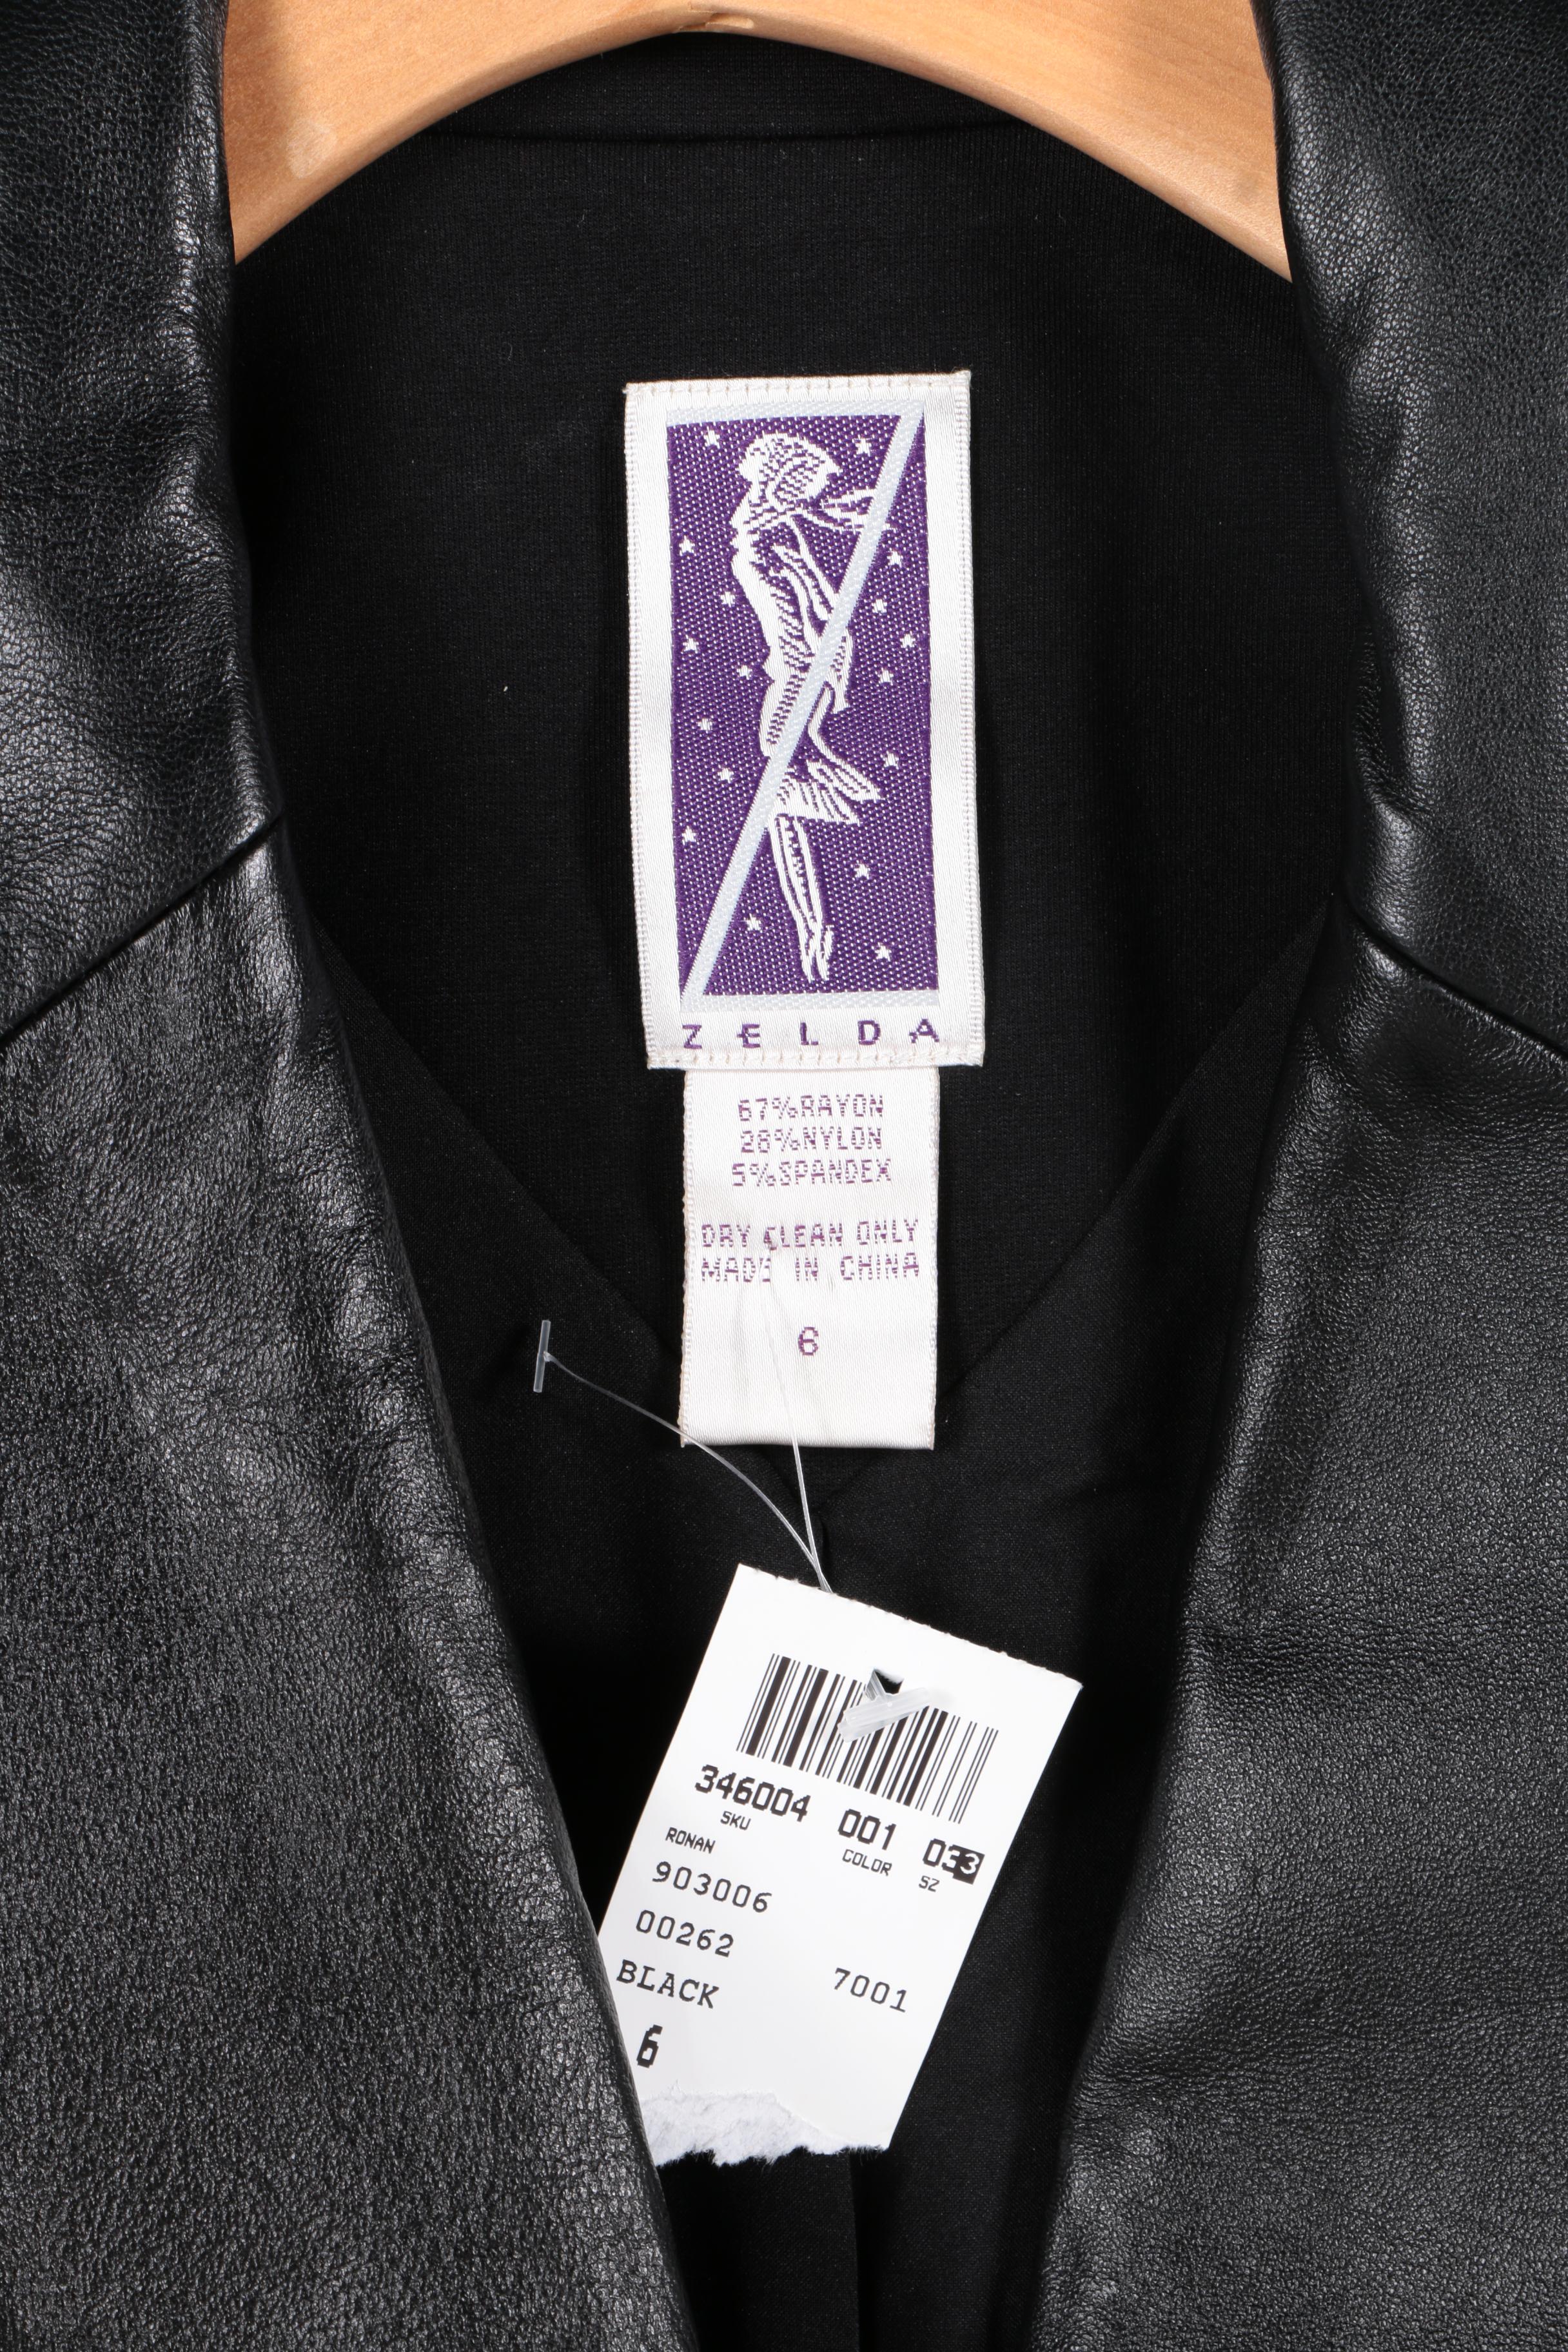 ZELDA
67%RAYON
28%NYLON
5%SPANDEX
DRY CLEAN ONLY
MADE IN CHINA
6
346004 001 033
SKU COLOR SZ
RONAN
903006
00262
BLACK 7001
6